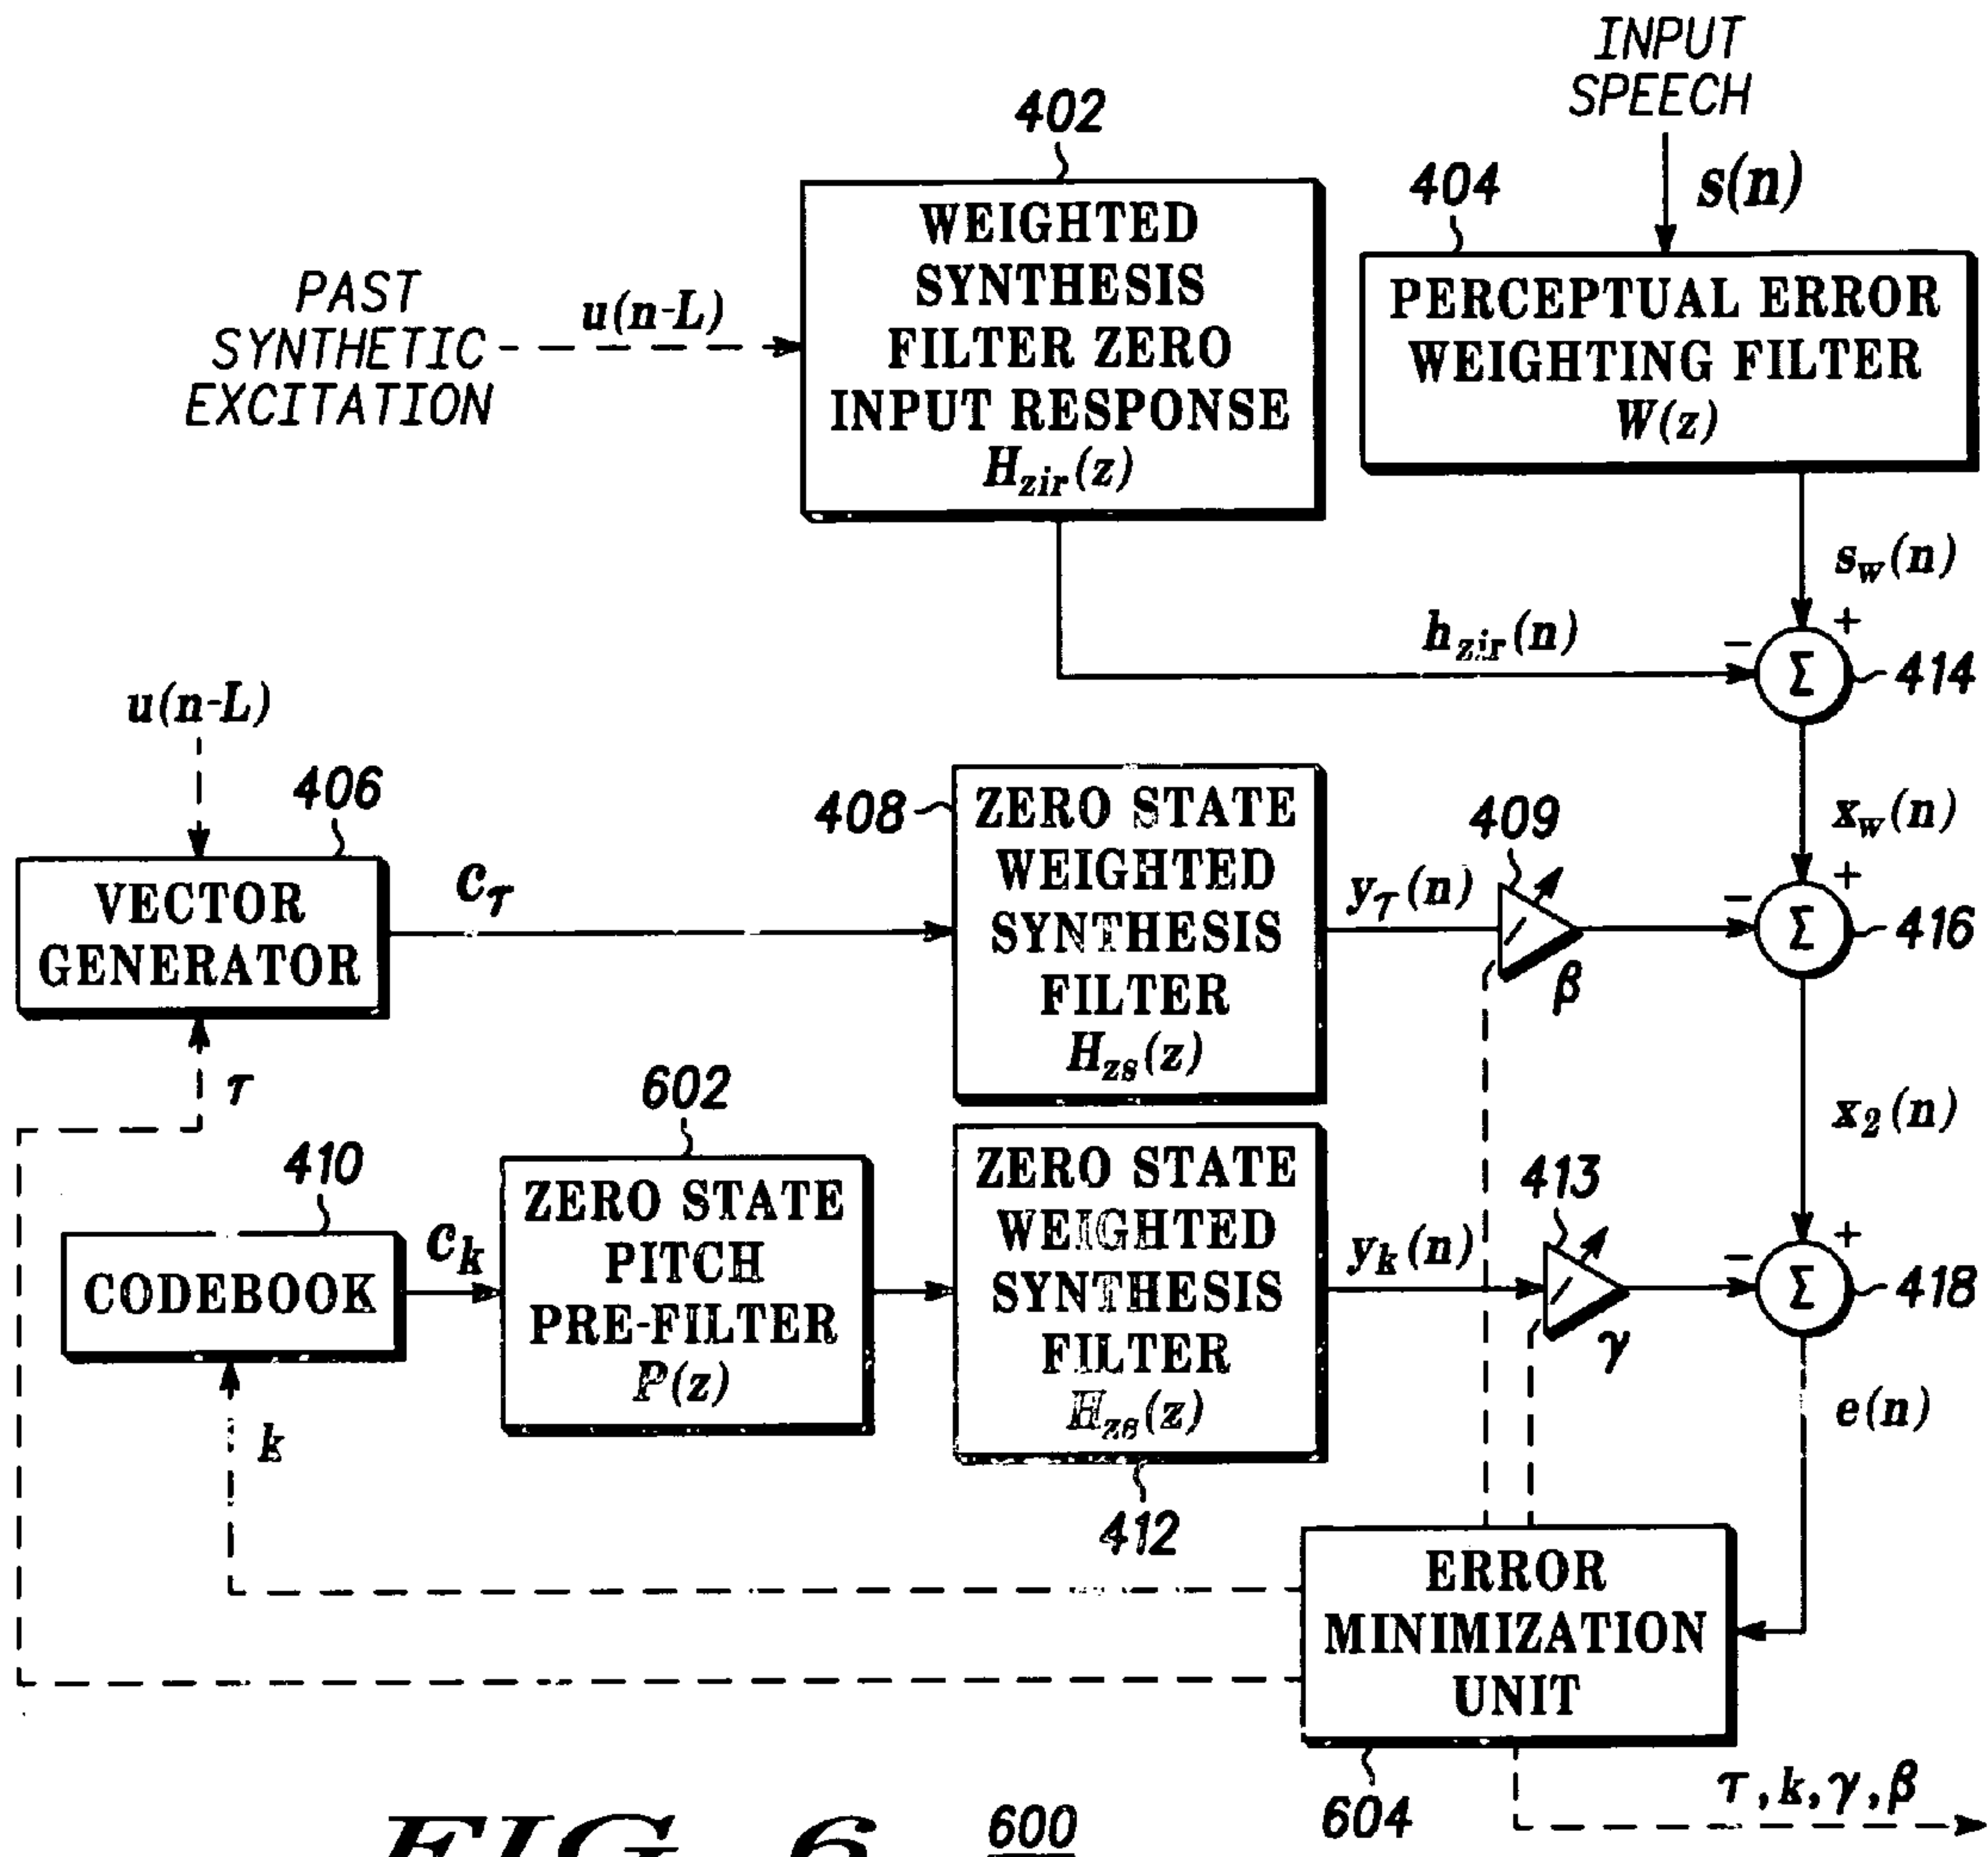 INPUT
SPEECH
s(n)
402
404
WEIGHTED
SYNTHESIS
FILTER ZERO
INPUT RESPONSE
H_zir(z)
PERCEPTUAL ERROR
WEIGHTING FILTER
W(z)
PAST
SYNTHETIC
EXCITATION
u(n-L)
s_w(n)
h_zir(n)
-
+
Σ
414
u(n-L)
406
VECTOR
GENERATOR
c_τ
408
ZERO STATE
WEIGHTED
SYNTHESIS
FILTER
H_zs(z)
y_τ(n)
409
β
x_w(n)
-
+
Σ
416
τ
x_2(n)
410
CODEBOOK
c_k
602
ZERO STATE
PITCH
PRE-FILTER
P(z)
ZERO STATE
WEIGHTED
SYNTHESIS
FILTER
H_zs(z)
412
y_k(n)
413
γ
-
+
Σ
418
k
e(n)
ERROR
MINIMIZATION
UNIT
604
τ, k, γ, β
FIG. 6
600